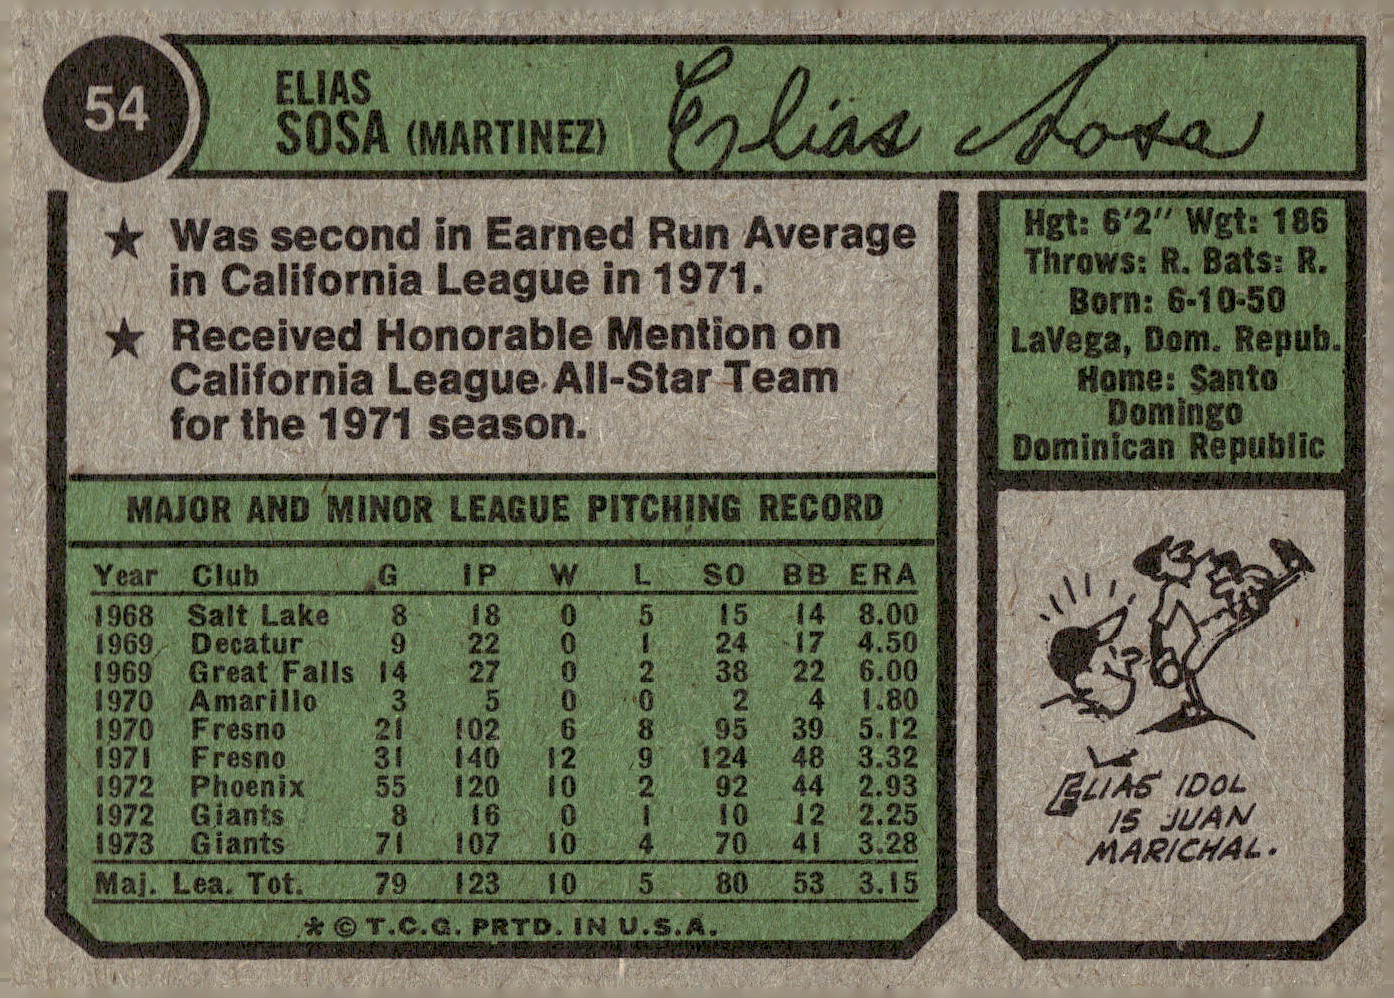 54
ELIAS
SOSA (MARTINEZ)
Elias Sosa
★ Was second in Earned Run Average
in California League in 1971.
★ Received Honorable Mention on
California League All-Star Team
for the 1971 season.
Hgt: 6'2" Wgt: 186
Throws: R. Bats: R.
Born: 6-10-50
LaVega, Dom. Repub.
Home: Santo
Domingo
Dominican Republic
MAJOR AND MINOR LEAGUE PITCHING RECORD
Year Club G IP W L SO BB ERA
1968 Salt Lake 8 18 0 5 15 14 8.00
1969 Decatur 9 22 0 1 24 17 4.50
1969 Great Falls 14 27 0 2 38 22 6.00
1970 Amarillo 3 5 0 0 2 4 1.80
1970 Fresno 21 102 6 8 95 39 5.12
1971 Fresno 31 140 12 9 124 48 3.32
1972 Phoenix 55 120 10 2 92 44 2.93
1972 Giants 8 16 0 1 10 12 2.25
1973 Giants 71 107 10 4 70 41 3.28
Maj. Lea. Tot. 79 123 10 5 80 53 3.15
* © T.C.G. PRTD. IN U.S.A.
ELIAS IDOL
IS JUAN
MARICHAL.